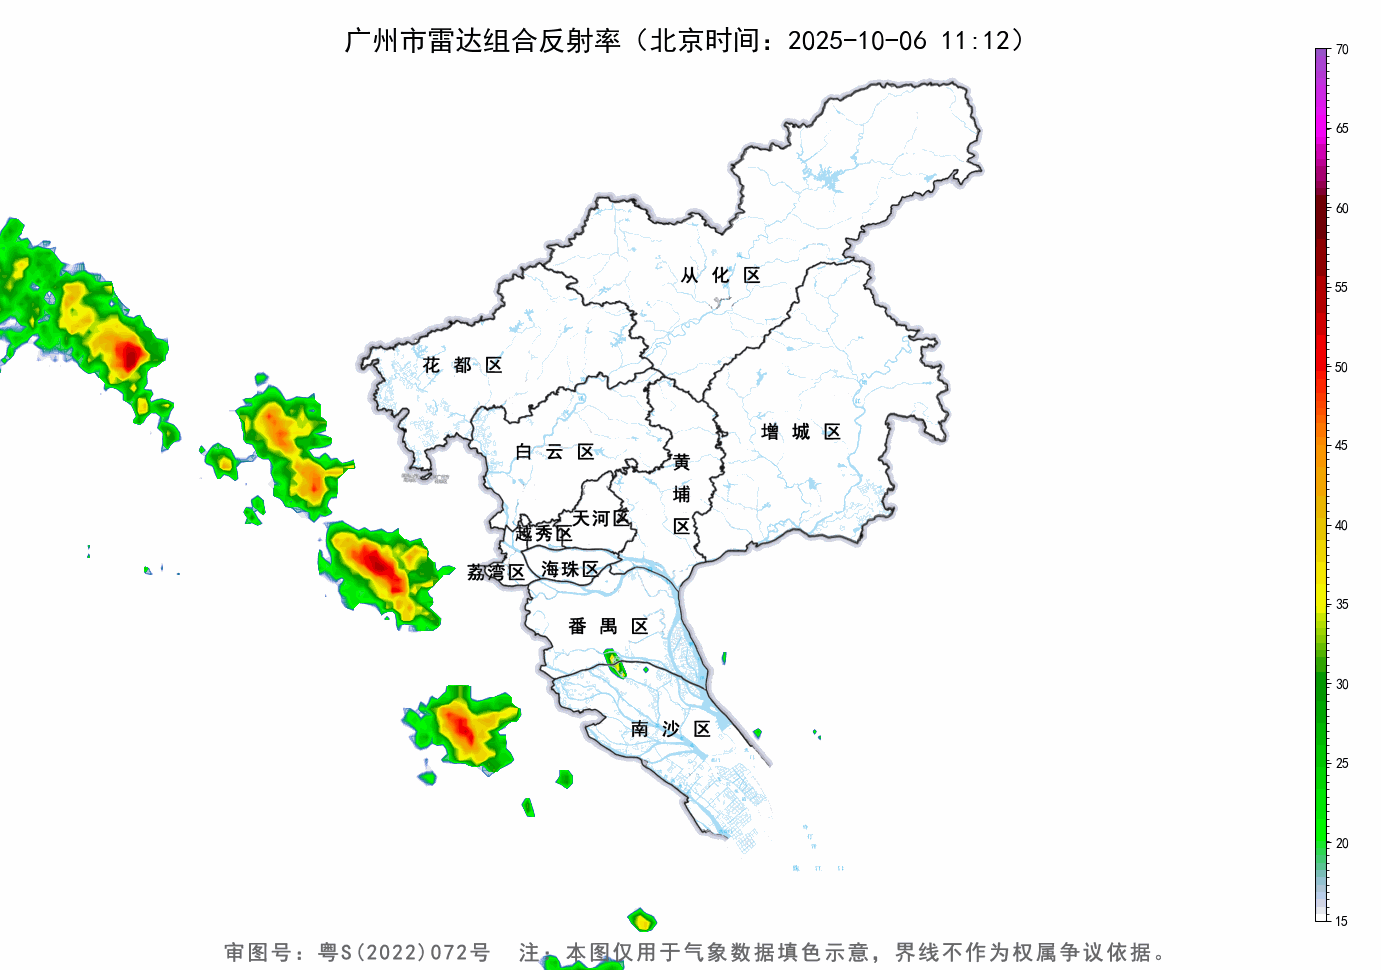 广州市雷达组合反射率（北京时间：2025-10-06 11:12）
70
65
60
55
50
45
40
35
30
25
20
15
从化区
花都区
增城区
白云区
黄埔区
天河区
越秀区
荔湾区
海珠区
番禺区
南沙区
审图号：粤S(2022)072号 注：本图仅用于气象数据填色示意，界线不作为权属争议依据。